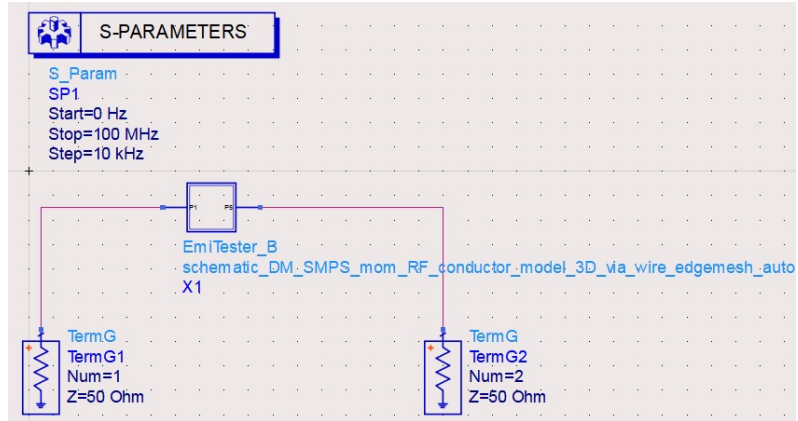 S-PARAMETERS
S_Param
SP1
Start=0 Hz
Stop=100 MHz
Step=10 kHz
P1 P5
EmiTester_B
schematic_DM_SMPS_mom_RF_conductor_model_3D_via_wire_edgemesh_auto
X1
TermG
TermG1
Num=1
Z=50 Ohm
TermG
TermG2
Num=2
Z=50 Ohm